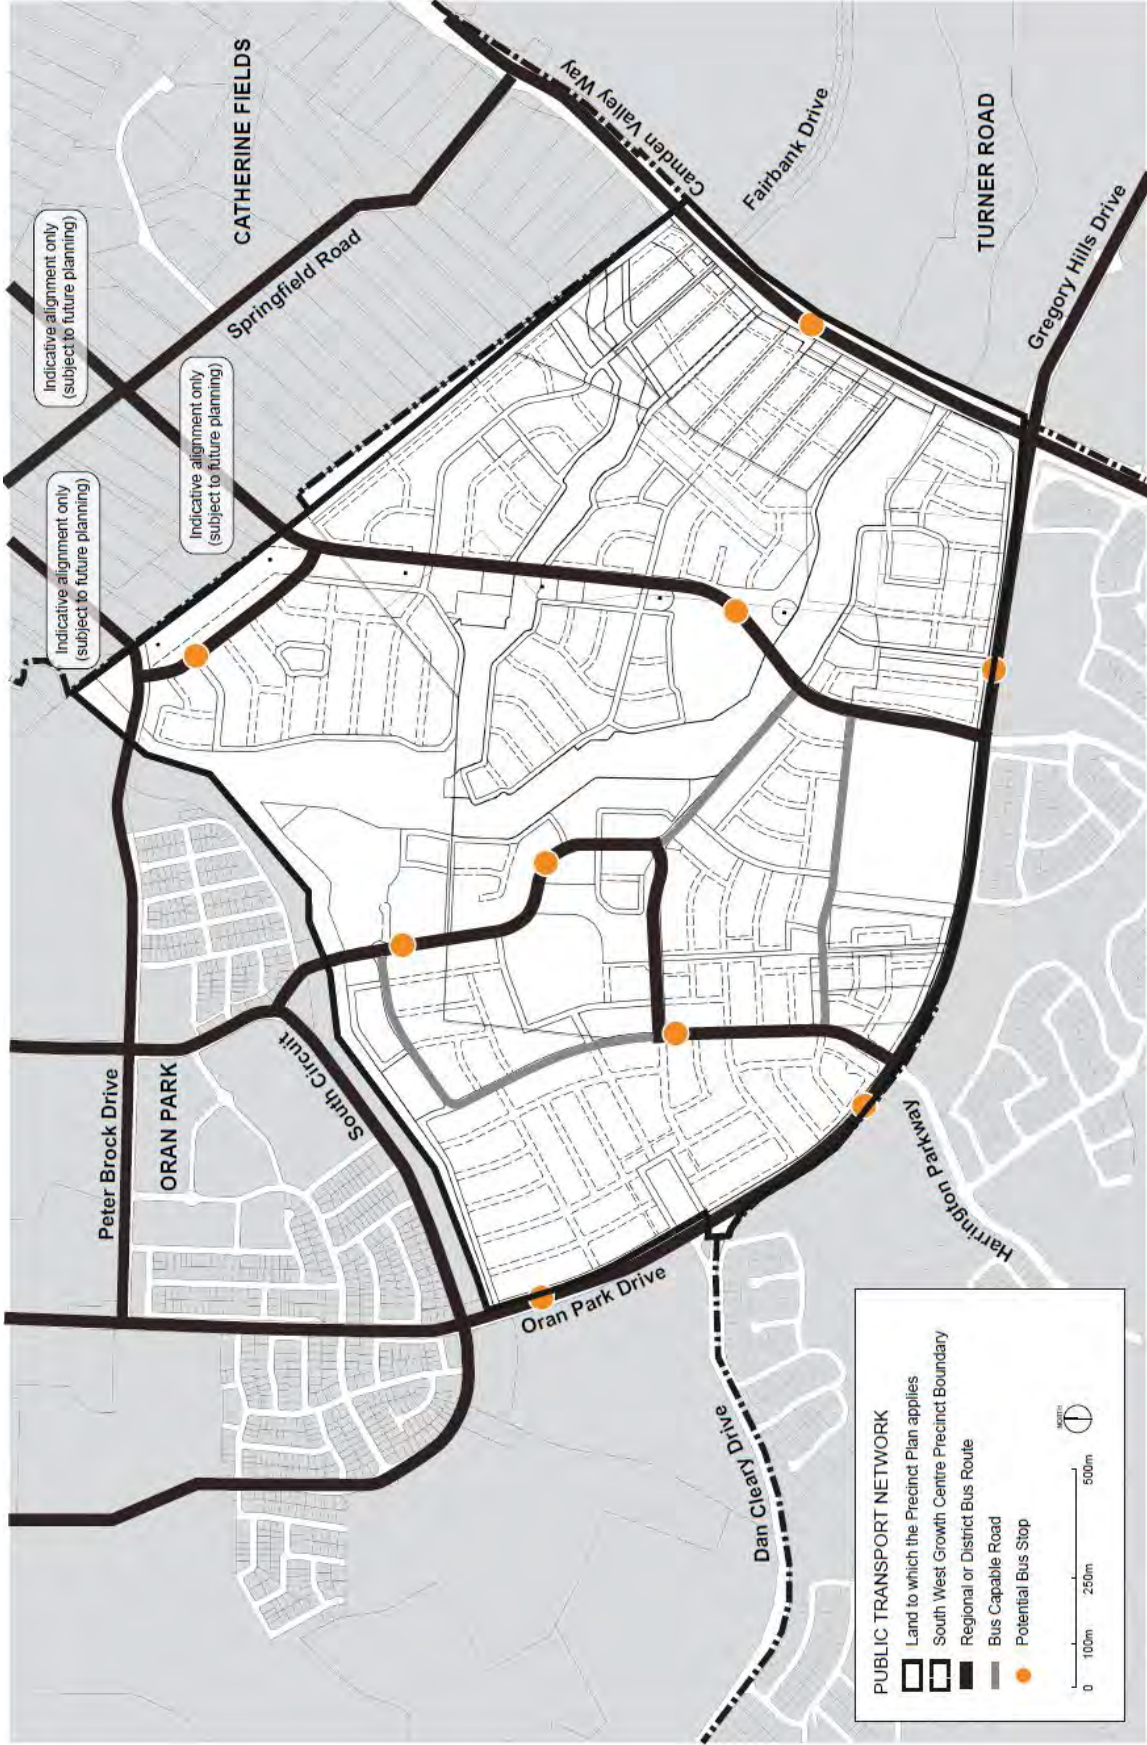 Indicative alignment only
(subject to future planning)
Indicative alignment only
(subject to future planning)
Indicative alignment only
(subject to future planning)
CATHERINE FIELDS
Springfield Road
Camden Valley Way
Fairbank Drive
TURNER ROAD
Gregory Hills Drive
Peter Brock Drive
ORAN PARK
South Circuit
Oran Park Drive
Harrington Parkway
Dan Cleary Drive
PUBLIC TRANSPORT NETWORK
Land to which the Precinct Plan applies
South West Growth Centre Precinct Boundary
Regional or District Bus Route
Bus Capable Road
Potential Bus Stop
0 100m 250m 500m
NORTH